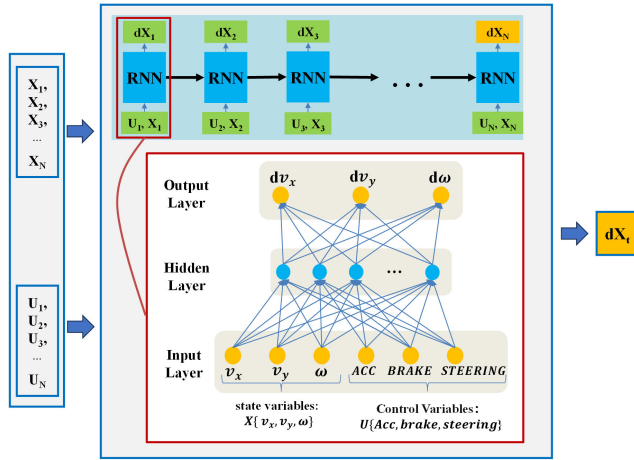 dX1
dX2
dX3
dXN
RNN
RNN
RNN
...
RNN
U1, X1
U2, X2
U3, X3
UN, XN
X1,
X2,
X3,
...
XN
U1,
U2,
U3,
...
UN
Output
Layer
dvx
dvy
dω
Hidden
Layer
...
Input
Layer
vx
vy
ω
ACC
BRAKE
STEERING
state variables:
X{vx, vy, ω}
Control Variables:
U{Acc, brake, steering}
dXt